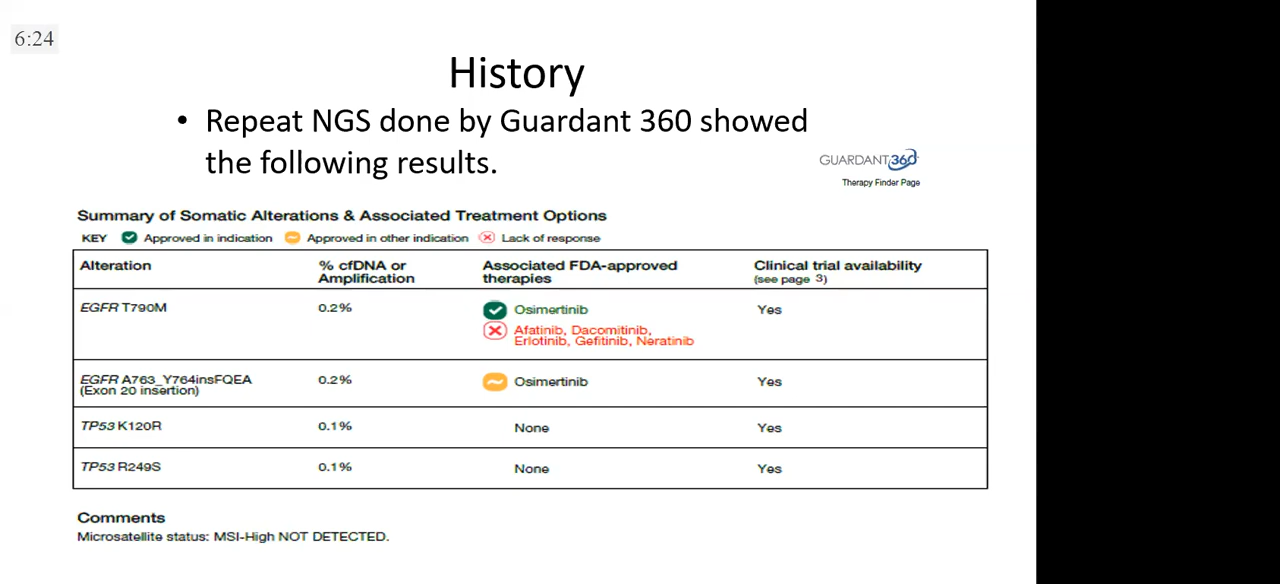 6:24
History
• Repeat NGS done by Guardant 360 showed
the following results.
GUARDANT360
Therapy Finder Page
Summary of Somatic Alterations & Associated Treatment Options
KEY Approved in indication Approved in other indication Lack of response
Alteration % cfDNA or Amplification Associated FDA-approved therapies Clinical trial availability (see page 3)
EGFR T790M 0.2% Osimertinib Yes
Afatinib, Dacomitinib,
Erlotinib, Gefitinib, Neratinib
EGFR A763_Y764insFQEA 0.2% Osimertinib Yes
(Exon 20 insertion)
TP53 K120R 0.1% None Yes
TP53 R249S 0.1% None Yes
Comments
Microsatellite status: MSI-High NOT DETECTED.